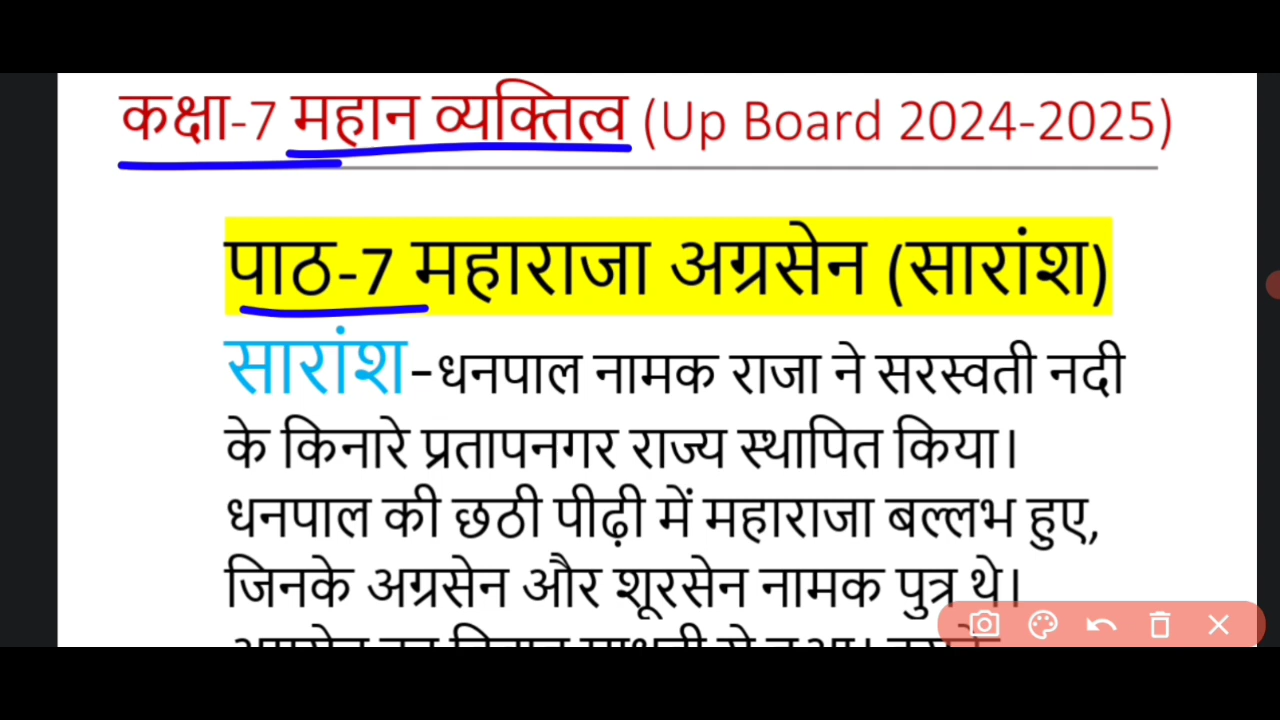 कक्षा-7 महान व्यक्तित्व (Up Board 2024-2025)
पाठ-7 महाराजा अग्रसेन (सारांश)
सारांश-धनपाल नामक राजा ने सरस्वती नदी
के किनारे प्रतापनगर राज्य स्थापित किया।
धनपाल की छठी पीढ़ी में महाराजा बल्लभ हुए,
जिनके अग्रसेन और शूरसेन नामक पुत्र थे।